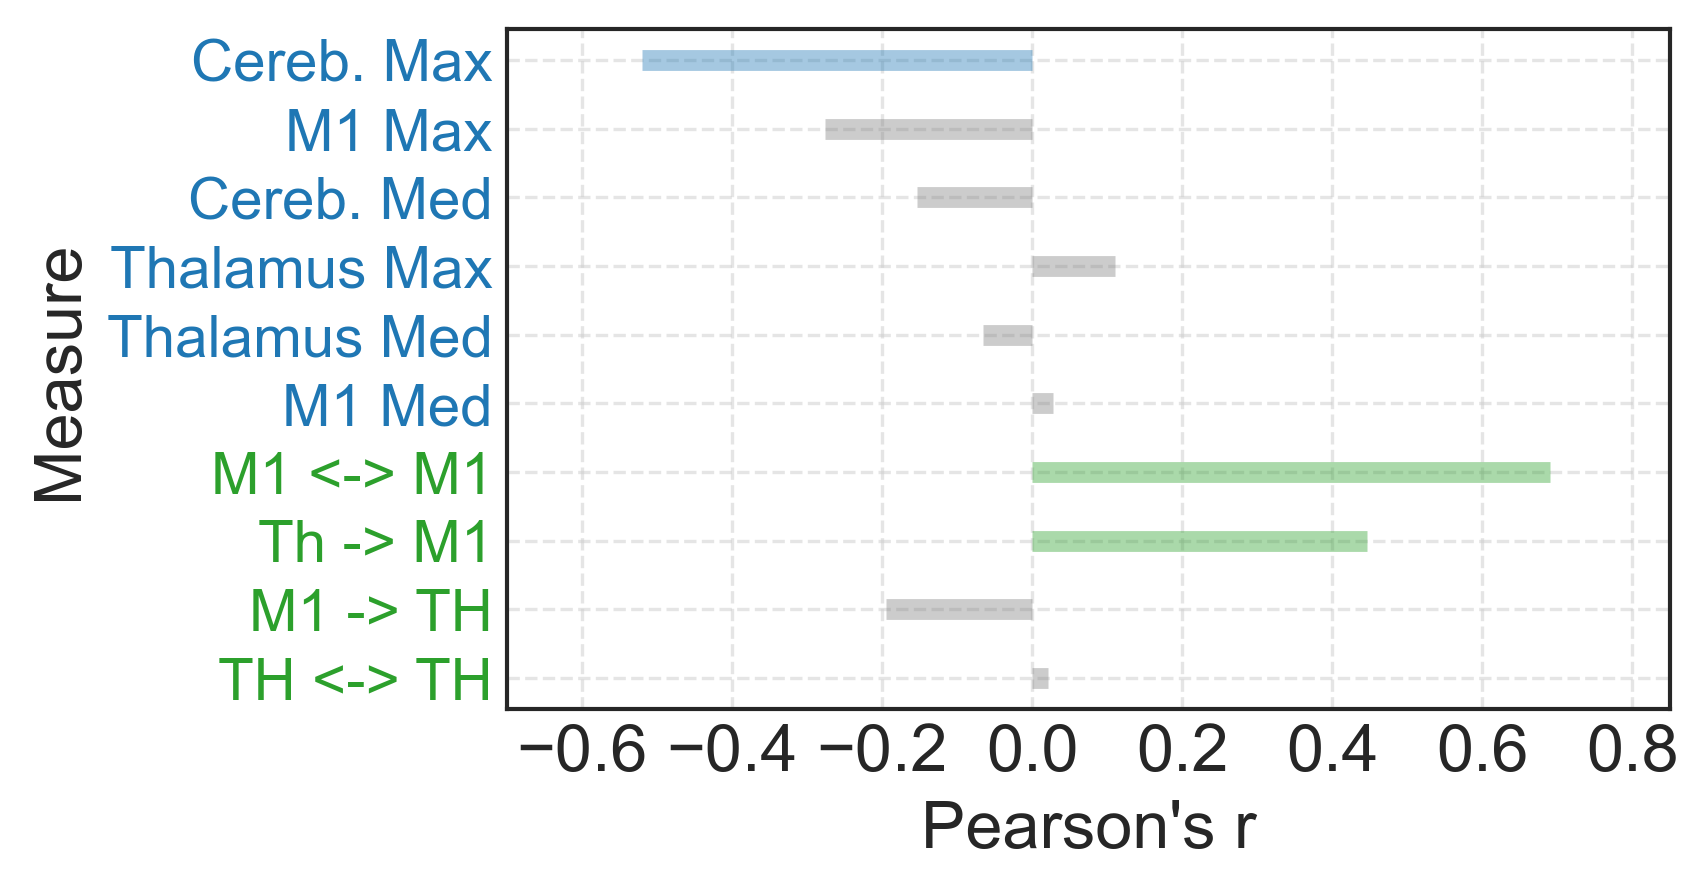 Cereb. Max
M1 Max
Cereb. Med
Thalamus Max
Thalamus Med
M1 Med
M1 <-> M1
Th -> M1
M1 -> TH
TH <-> TH
Measure
−0.6 −0.4 −0.2 0.0 0.2 0.4 0.6 0.8
Pearson's r